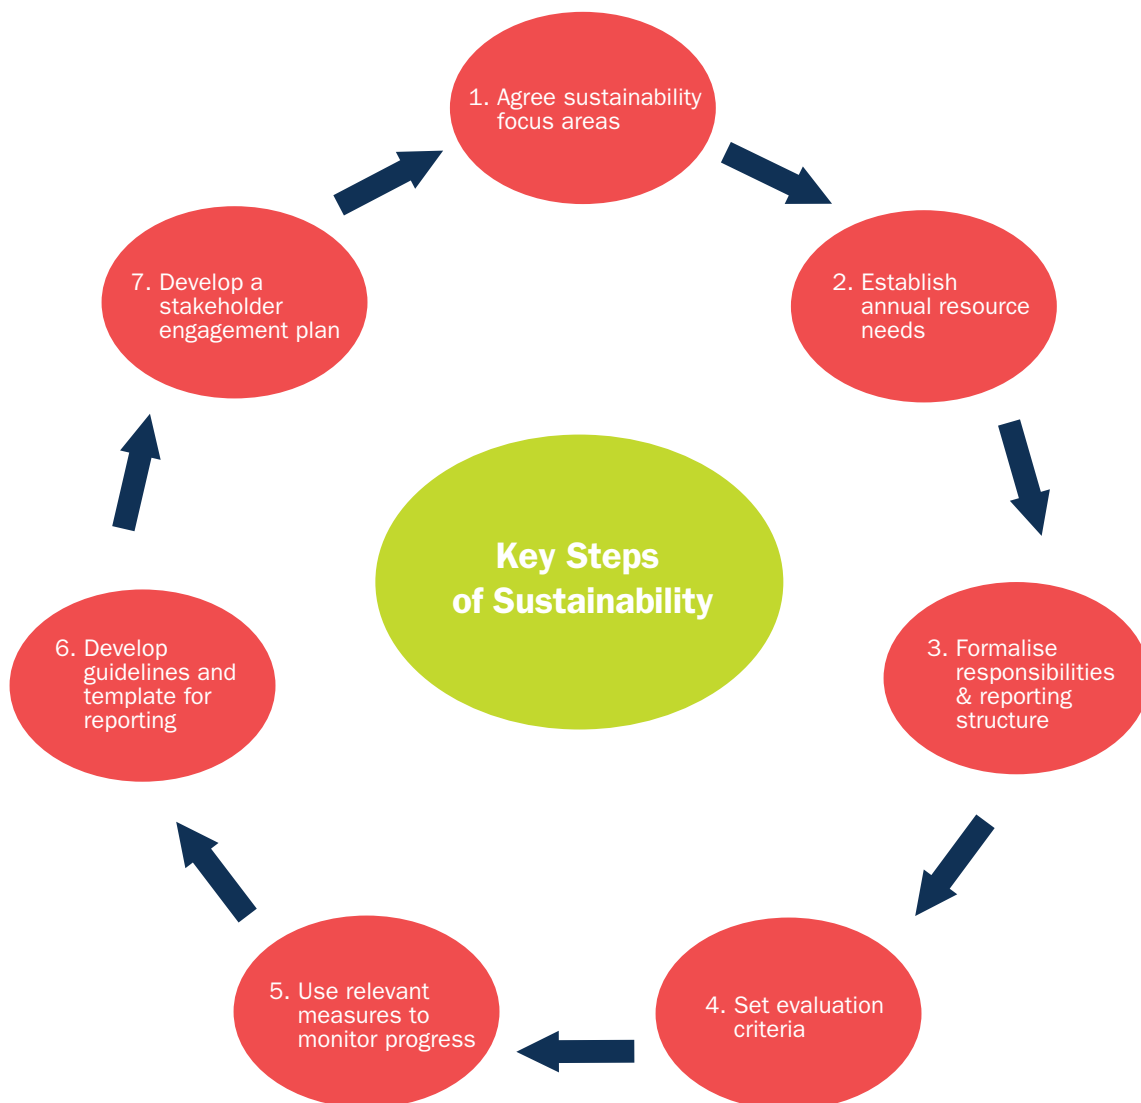 1. Agree sustainability
focus areas
2. Establish
annual resource
needs
3. Formalise
responsibilities
& reporting
structure
4. Set evaluation
criteria
5. Use relevant
measures to
monitor progress
6. Develop
guidelines and
template for
reporting
7. Develop a
stakeholder
engagement plan
Key Steps
of Sustainability